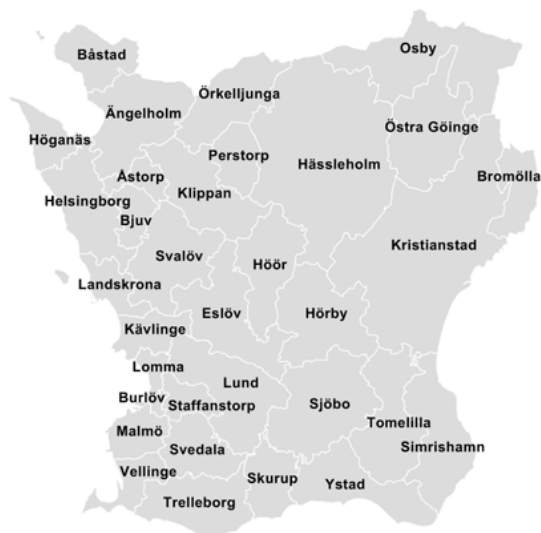 Båstad
Osby
Örkelljunga
Ängelholm
Östra Göinge
Höganäs
Perstorp
Hässleholm
Åstorp
Bromölla
Klippan
Helsingborg
Bjuv
Kristianstad
Svalöv
Höör
Landskrona
Eslöv
Hörby
Kävlinge
Lomma
Lund
Burlöv
Staffanstorp
Sjöbo
Tomelilla
Malmö
Simrishamn
Svedala
Vellinge
Skurup
Ystad
Trelleborg